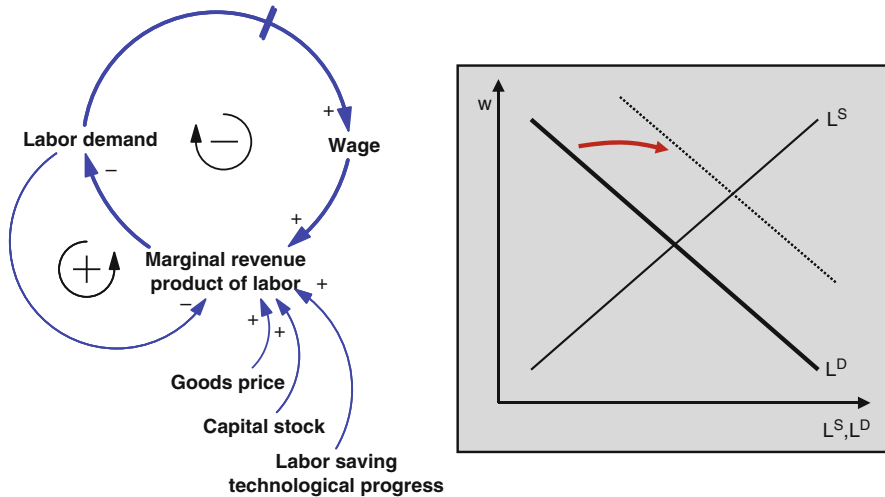 +
Labor demand
−
Wage
−
+
+
Marginal revenue
product of labor
−
+
+
+
Goods price
Capital stock
Labor saving
technological progress
w
L^S
L^D
L^S,L^D